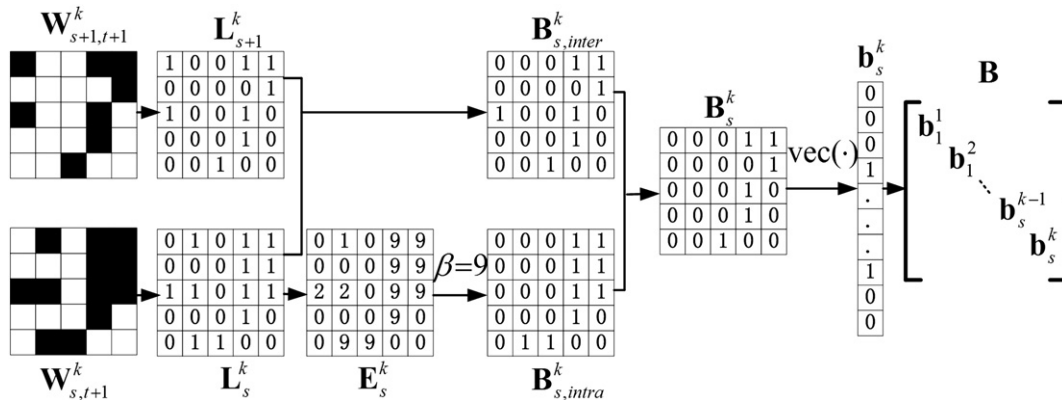 W^k_{s+1,t+1}
L^k_{s+1}
1 0 0 1 1
0 0 0 0 1
1 0 0 1 0
0 0 0 1 0
0 0 1 0 0
B^k_{s,inter}
0 0 0 1 1
0 0 0 0 1
1 0 0 1 0
0 0 0 1 0
0 0 1 0 0
W^k_{s,t+1}
0 1 0 1 1
0 0 0 1 1
1 1 0 1 1
0 0 0 1 0
0 1 1 0 0
L^k_s
0 1 0 9 9
0 0 0 9 9
2 2 0 9 9
0 0 0 9 0
0 9 9 0 0
E^k_s
β=9
0 0 0 1 1
0 0 0 1 1
0 0 0 1 1
0 0 0 1 0
0 1 1 0 0
B^k_{s,intra}
B^k_s
0 0 0 1 1
0 0 0 0 1
0 0 0 1 0
0 0 0 1 0
0 0 1 0 0
vec(·)
b^k_s
0
0
0
1
.
.
.
1
0
0
B
b^1_1
b^2_1
b^{k-1}_s
b^k_s